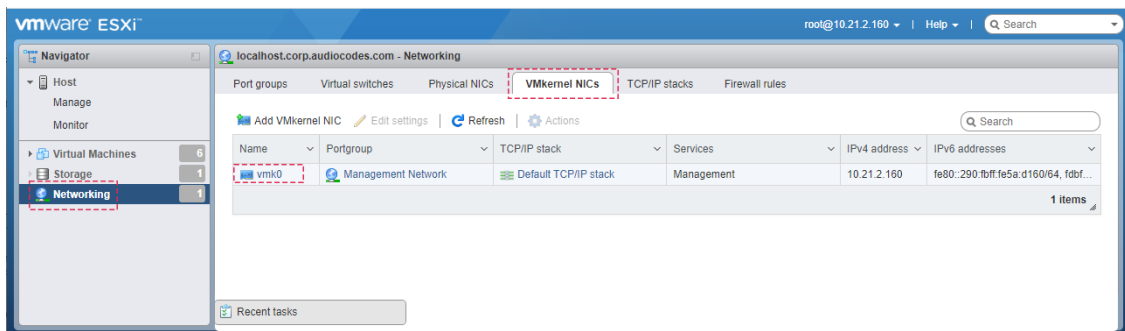 vmware ESXi™
root@10.21.2.160 | Help | Search
Navigator
Host
Manage
Monitor
Virtual Machines 6
Storage 1
Networking 1
localhost.corp.audiocodes.com - Networking
Port groups Virtual switches Physical NICs VMkernel NICs TCP/IP stacks Firewall rules
Add VMkernel NIC Edit settings | Refresh | Actions Search
Name Portgroup TCP/IP stack Services IPv4 address IPv6 addresses
vmk0 Management Network Default TCP/IP stack Management 10.21.2.160 fe80::290:fbff:fe5a:d160/64, fdbf...
1 items
Recent tasks